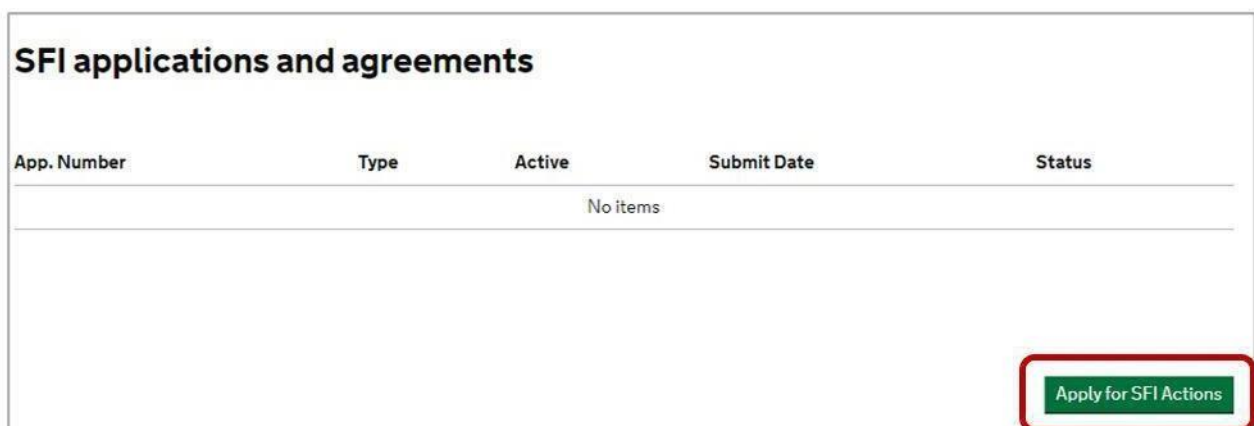 SFI applications and agreements
App. Number Type Active Submit Date Status
No items
Apply for SFI Actions